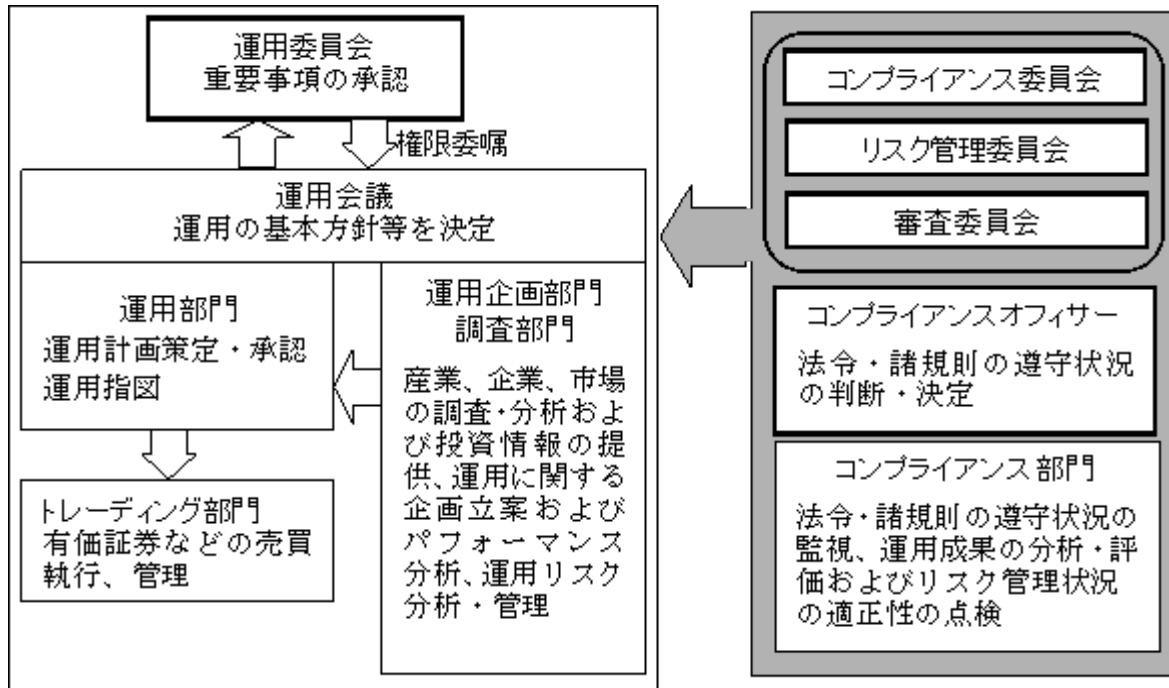 運用委員会
重要事項の承認
権限委嘱
運用会議
運用の基本方針等を決定
運用部門
運用計画策定・承認
運用指図
トレーディング部門
有価証券などの売買
執行、管理
運用企画部門
調査部門
産業、企業、市場
の調査・分析およ
び投資情報の提
供、運用に関する
企画立案および
パフォーマンス
分析、運用リスク
分析・管理
コンプライアンス委員会
リスク管理委員会
審査委員会
コンプライアンスオフィサー
法令・諸規則の遵守状況
の判断・決定
コンプライアンス部門
法令・諸規則の遵守状況の
監視、運用成果の分析・評
価およびリスク管理状況
の適正性の点検